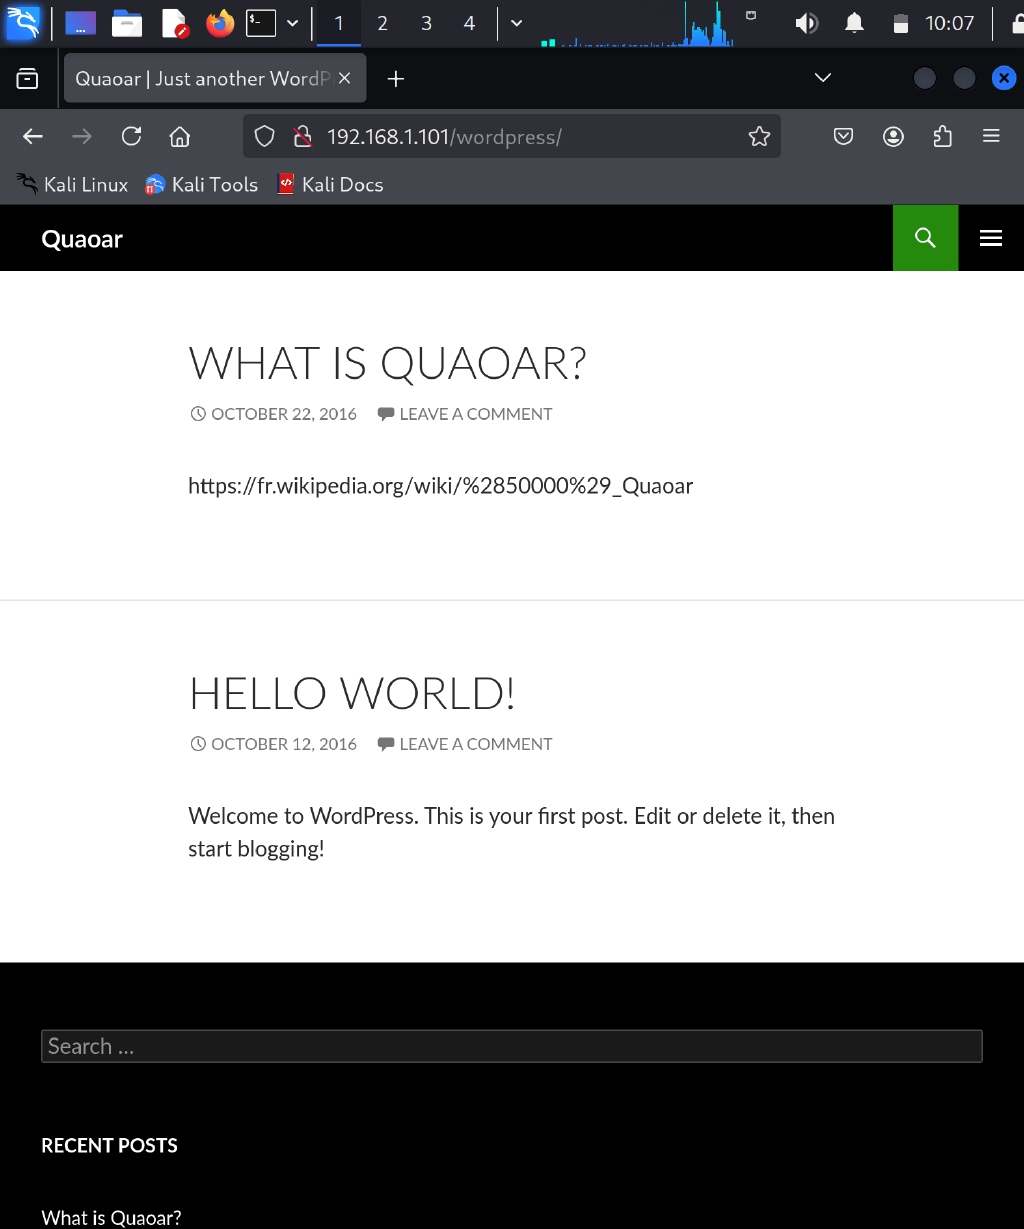 1 2 3 4 10:07
Quaoar | Just another WordP
192.168.1.101/wordpress/
Kali Linux Kali Tools Kali Docs
Quaoar
WHAT IS QUAOAR?
OCTOBER 22, 2016 LEAVE A COMMENT
https://fr.wikipedia.org/wiki/%2850000%29_Quaoar
HELLO WORLD!
OCTOBER 12, 2016 LEAVE A COMMENT
Welcome to WordPress. This is your first post. Edit or delete it, then
start blogging!
Search ...
RECENT POSTS
What is Quaoar?